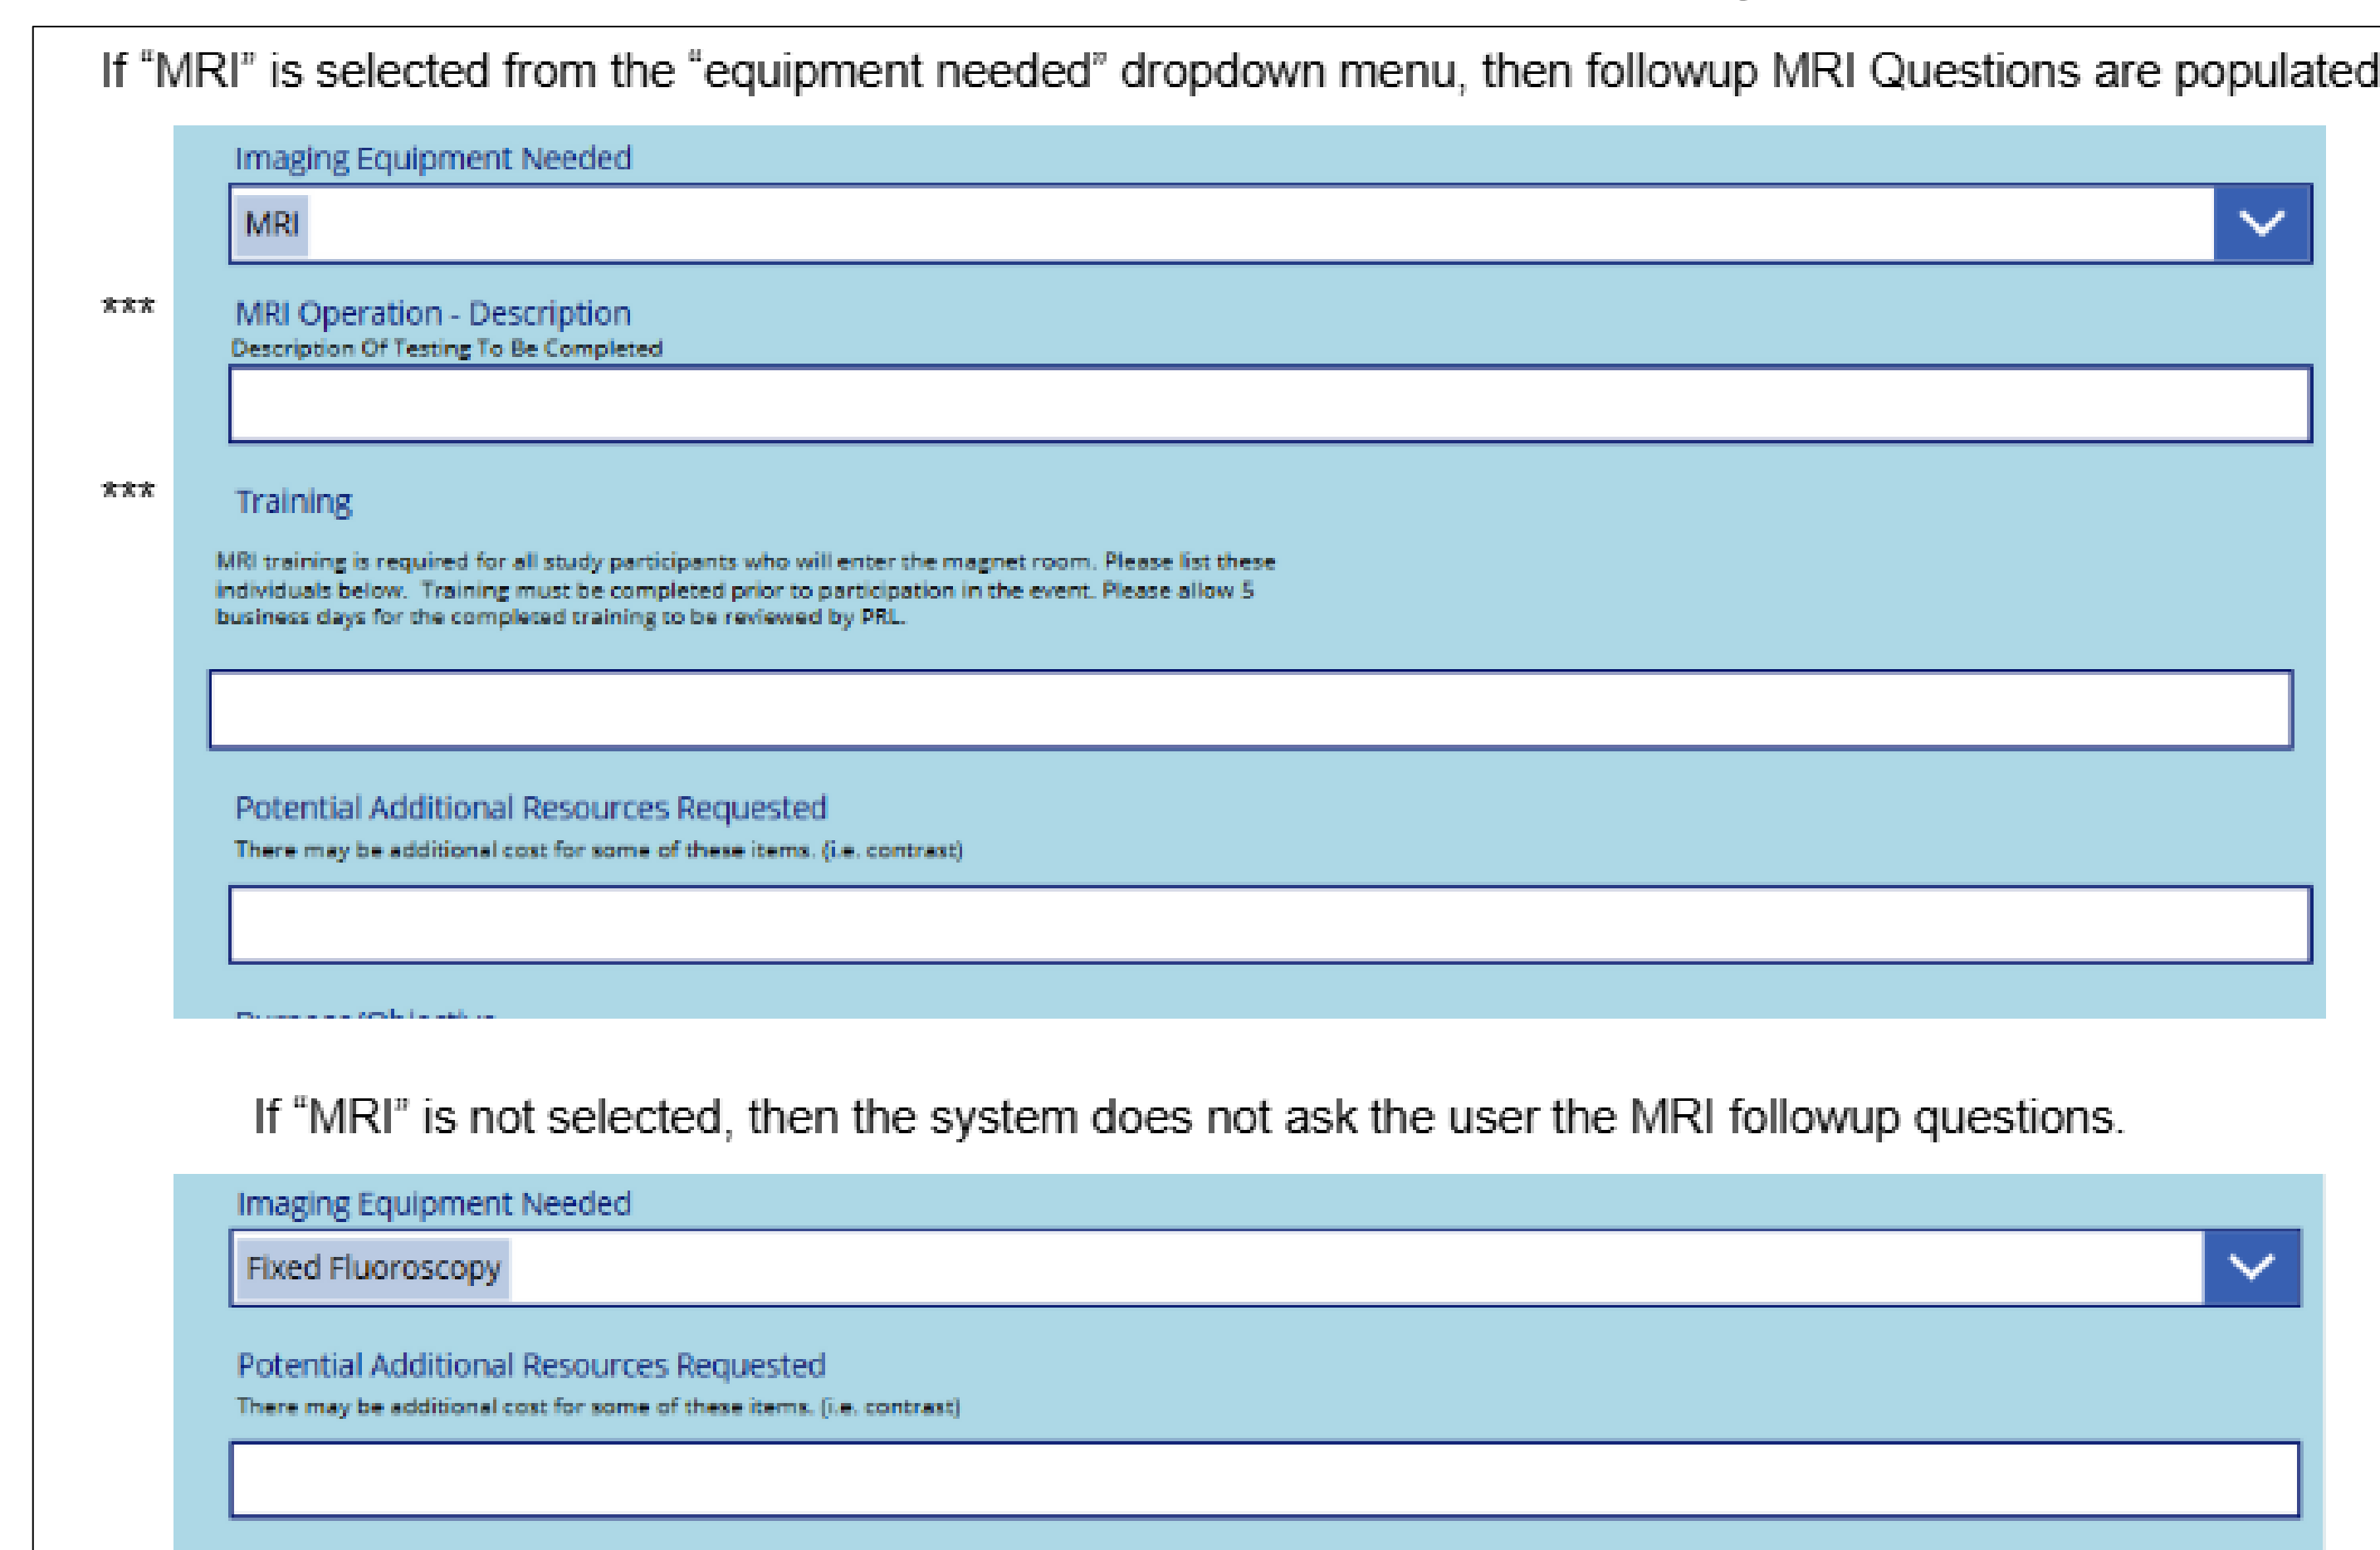 If “MRI” is selected from the “equipment needed” dropdown menu, then followup MRI Questions are populated
Imaging Equipment Needed
MRI
***
MRI Operation - Description
Description Of Testing To Be Completed
***
Training
MRI training is required for all study participants who will enter the magnet room. Please list these
individuals below.  Training must be completed prior to participation in the event. Please allow 5
business days for the completed training to be reviewed by PRL.
Potential Additional Resources Requested
There may be additional cost for some of these items. (i.e. contrast)
If “MRI” is not selected, then the system does not ask the user the MRI followup questions.
Imaging Equipment Needed
Fixed Fluoroscopy
Potential Additional Resources Requested
There may be additional cost for some of these items. (i.e. contrast)